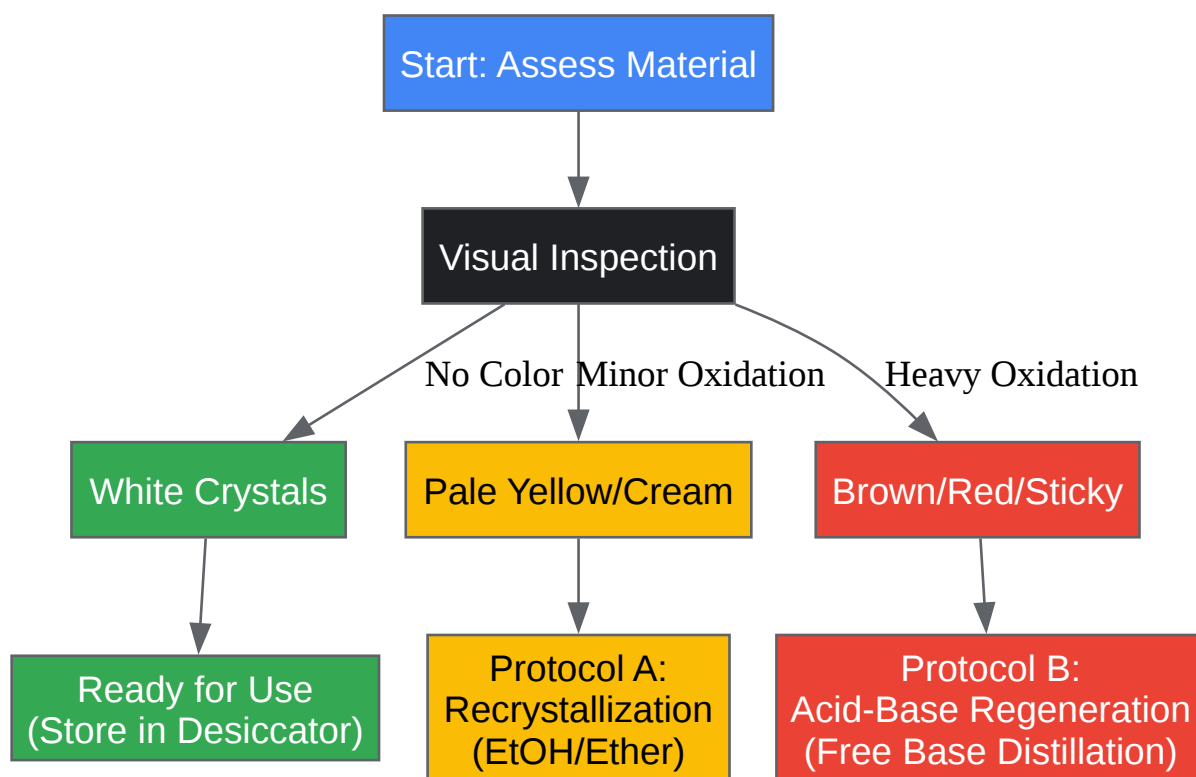 Start: Assess Material
Visual Inspection
No Color
Minor Oxidation
Heavy Oxidation
White Crystals
Pale Yellow/Cream
Brown/Red/Sticky
Ready for Use
(Store in Desiccator)
Protocol A:
Recrystallization
(EtOH/Ether)
Protocol B:
Acid-Base Regeneration
(Free Base Distillation)